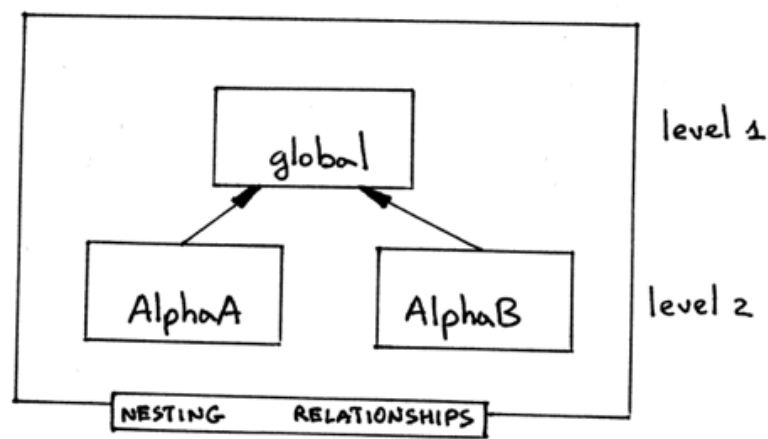 global
level 1
AlphaA
AlphaB
level 2
NESTING RELATIONSHIPS